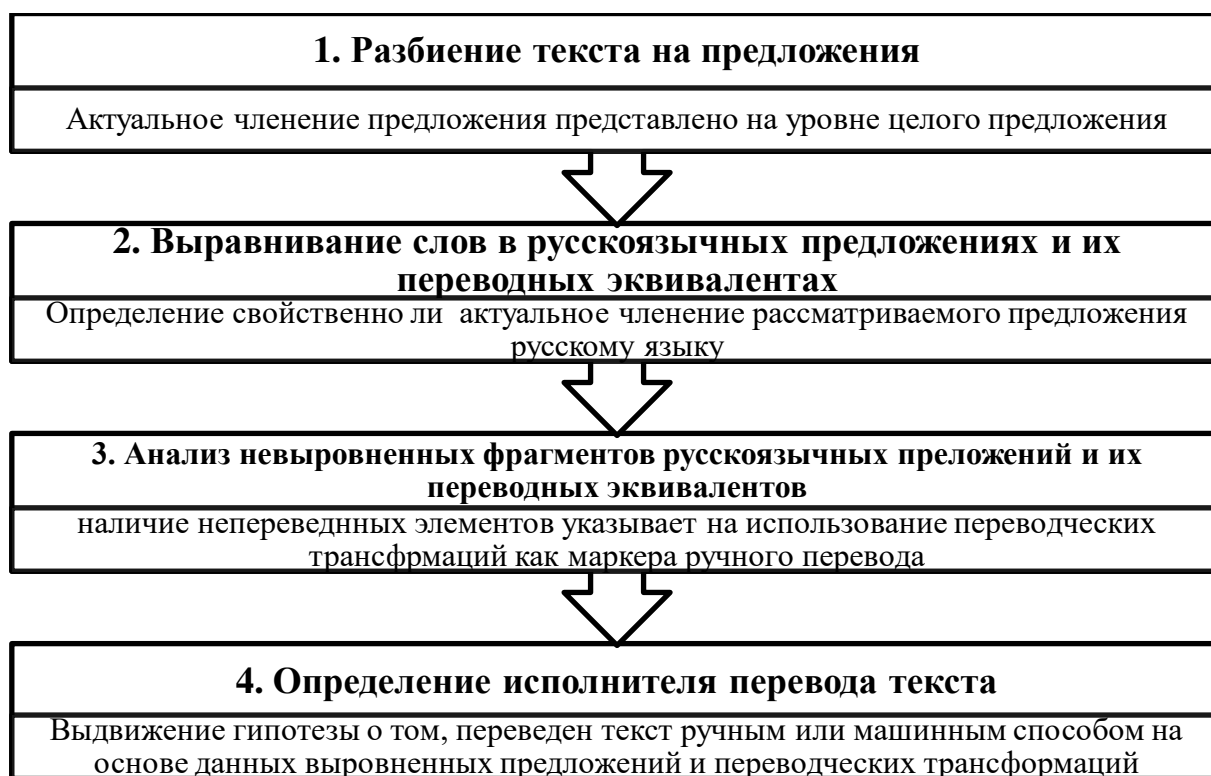 1. Разбиение текста на предложения
Актуальное членение предложения представлено на уровне целого предложения
2. Выравнивание слов в русскоязычных предложениях и их
переводных эквивалентах
Определение свойственно ли актуальное членение рассматриваемого предложения
русскому языку
3. Анализ невыровненных фрагментов русскоязычных преложений и их
переводных эквивалентов
наличие непереведнных элементов указывает на использование переводческих
трансфрмаций как маркера ручного перевода
4. Определение исполнителя перевода текста
Выдвижение гипотезы о том, переведен текст ручным или машинным способом на
основе данных выровненных предложений и переводческих трансформаций